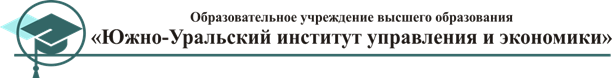 Образовательное учреждение высшего образования
«Южно-Уральский институт управления и экономики»